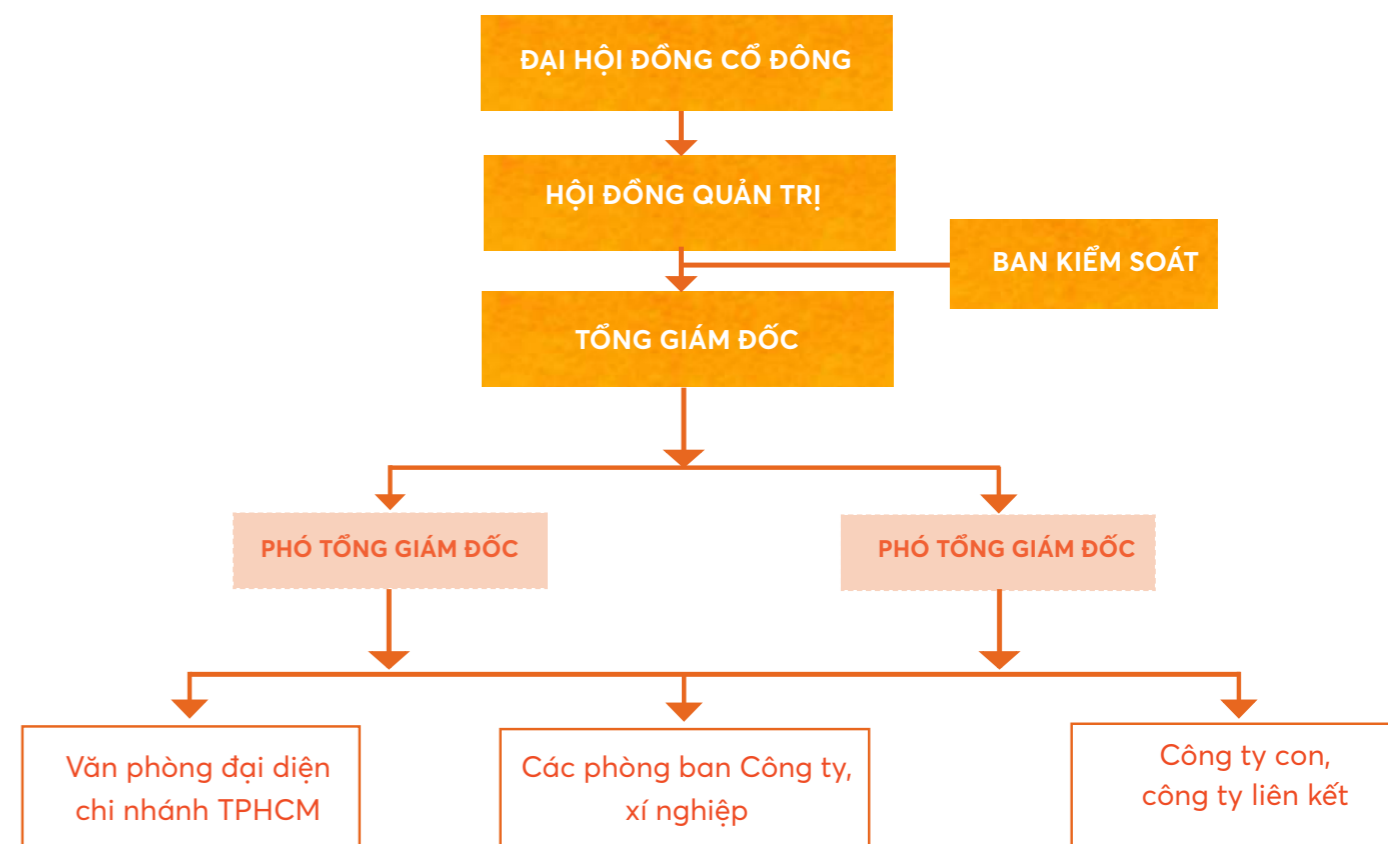 ĐẠI HỘI ĐỒNG CỔ ĐÔNG
HỘI ĐỒNG QUẢN TRỊ
BAN KIỂM SOÁT
TỔNG GIÁM ĐỐC
PHÓ TỔNG GIÁM ĐỐC
PHÓ TỔNG GIÁM ĐỐC
Văn phòng đại diện
chi nhánh TPHCM
Các phòng ban Công ty,
xí nghiệp
Công ty con,
công ty liên kết